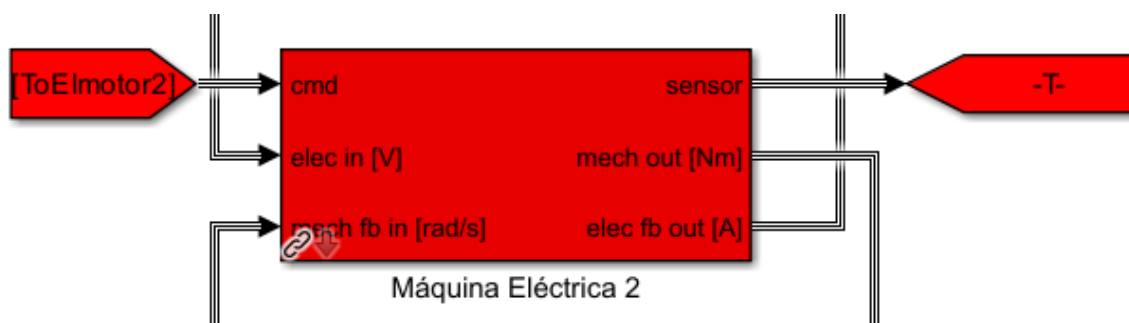 [ToElmotor2]
cmd
elec in [V]
mech fb in [rad/s]
sensor
mech out [Nm]
elec fb out [A]
-T-
Máquina Eléctrica 2